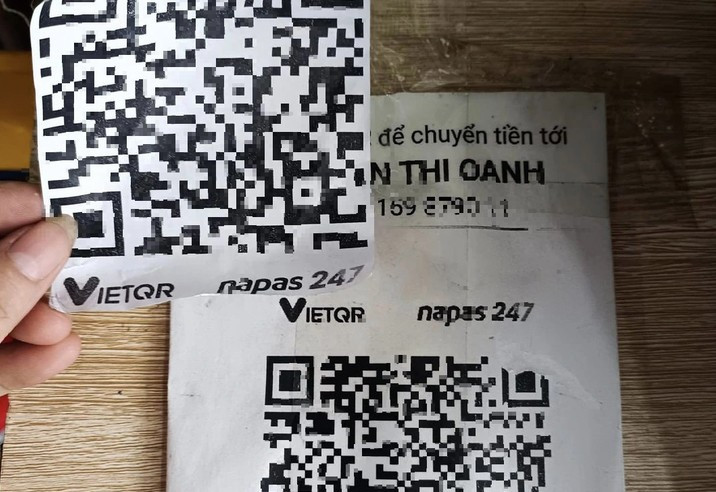 để chuyển tiền tới
N THI OANH
VIETQR napas 247
VIETQR napas 247